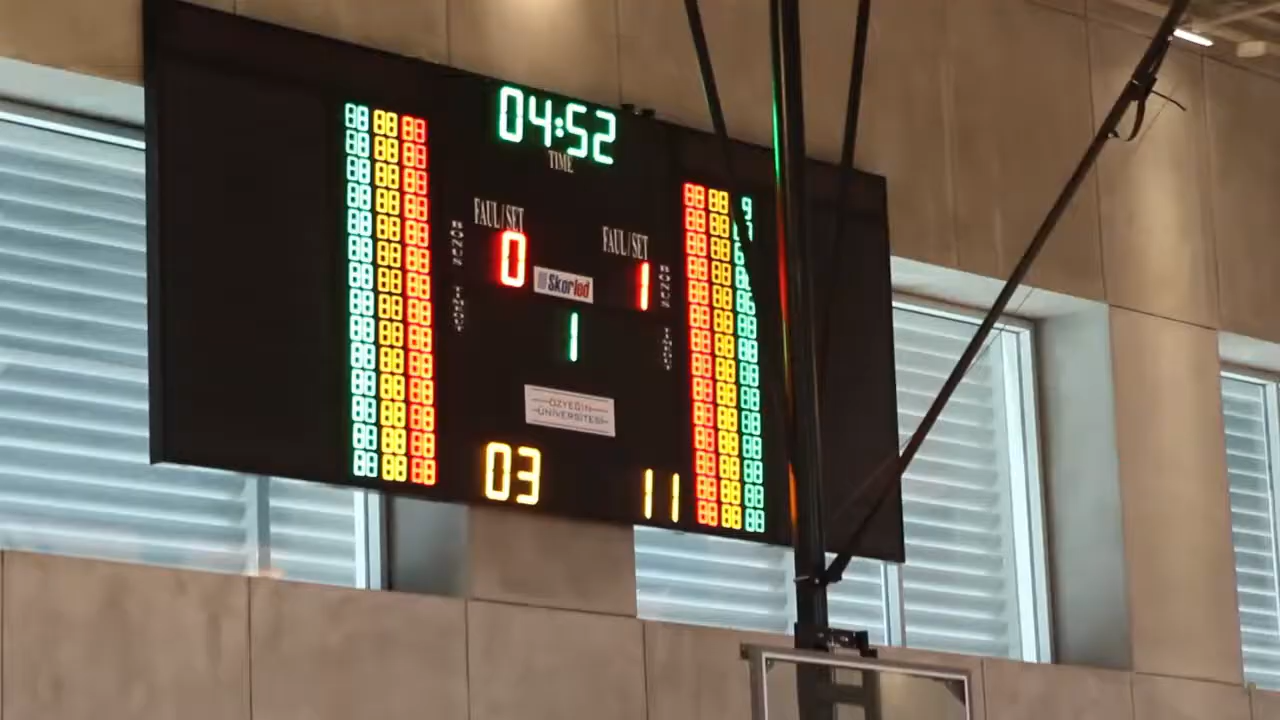 04:52
TIME
FAUL/SET
FAUL/SET
0
1
BONUS
BONUS
Skorled
TIMEOUT
TIMEOUT
1
ÖZYEĞİN
ÜNİVERSİTESİ
03
11